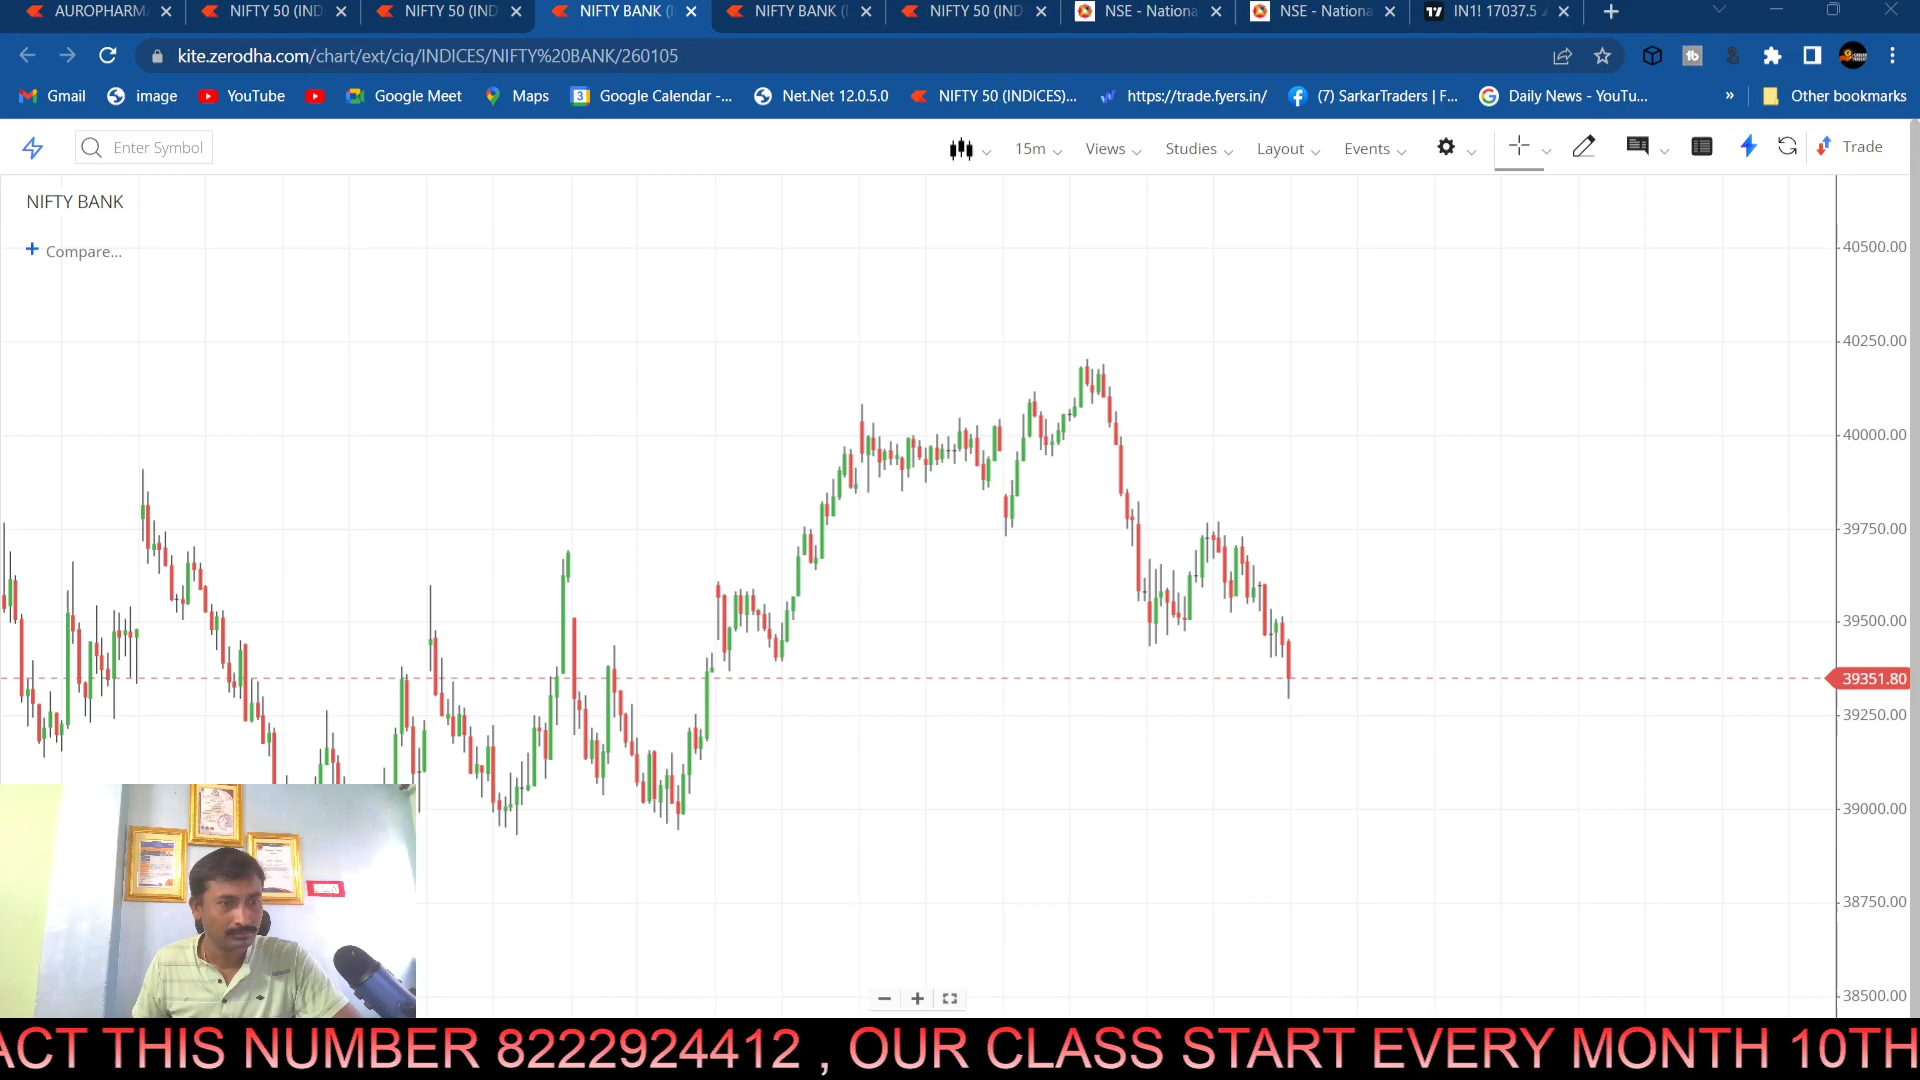 AUROPHARM
NIFTY 50 (IND
NIFTY 50 (IND
NIFTY BANK (
NIFTY BANK (
NIFTY 50 (IND
NSE - Nationa
NSE - Nationa
IN1! 17037.5
kite.zerodha.com/chart/ext/ciq/INDICES/NIFTY%20BANK/260105
Gmail
image
YouTube
Google Meet
Maps
3
Google Calendar -...
Net.Net 12.0.5.0
NIFTY 50 (INDICES)...
https://trade.fyers.in/
(7) SarkarTraders | F...
Daily News - YouTu...
»
Other bookmarks
Enter Symbol
15m
Views
Studies
Layout
Events
Trade
NIFTY BANK
+ Compare...
40500.00
40250.00
40000.00
39750.00
39500.00
39351.80
39250.00
39000.00
38750.00
38500.00
ACT THIS NUMBER 8222924412 , OUR CLASS START EVERY MONTH 10TH